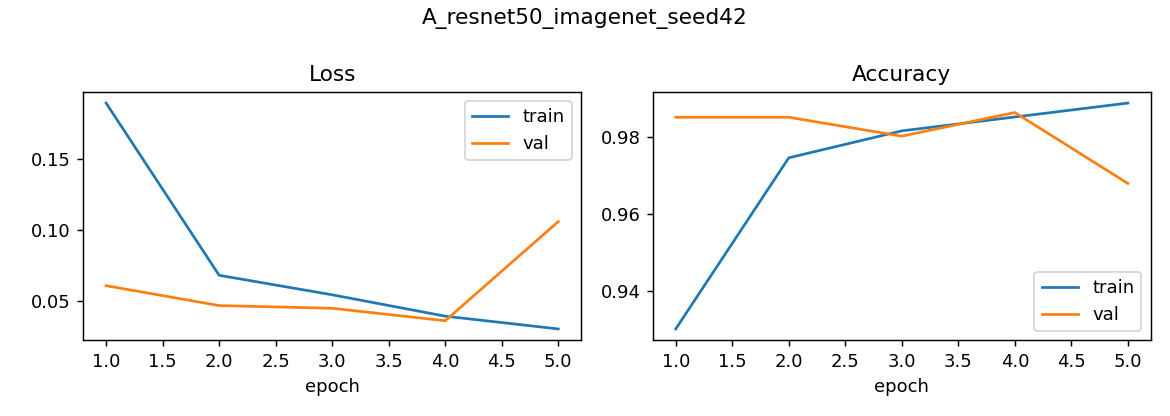 A_resnet50_imagenet_seed42
Loss
train
val
0.15
0.10
0.05
1.0 1.5 2.0 2.5 3.0 3.5 4.0 4.5 5.0
epoch
Accuracy
0.98
0.96
0.94
train
val
1.0 1.5 2.0 2.5 3.0 3.5 4.0 4.5 5.0
epoch